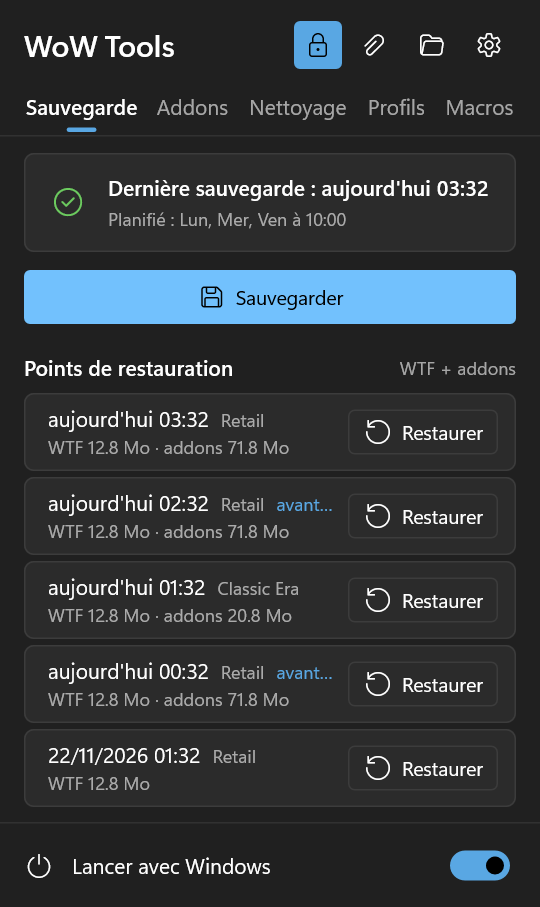 WoW Tools
Sauvegarde Addons Nettoyage Profils Macros
Dernière sauvegarde : aujourd'hui 03:32
Planifié : Lun, Mer, Ven à 10:00
Sauvegarder
Points de restauration WTF + addons
aujourd'hui 03:32 Retail
WTF 12.8 Mo · addons 71.8 Mo
Restaurer
aujourd'hui 02:32 Retail avant...
WTF 12.8 Mo · addons 71.8 Mo
Restaurer
aujourd'hui 01:32 Classic Era
WTF 12.8 Mo · addons 20.8 Mo
Restaurer
aujourd'hui 00:32 Retail avant...
WTF 12.8 Mo · addons 71.8 Mo
Restaurer
22/11/2026 01:32 Retail
WTF 12.8 Mo
Restaurer
Lancer avec Windows